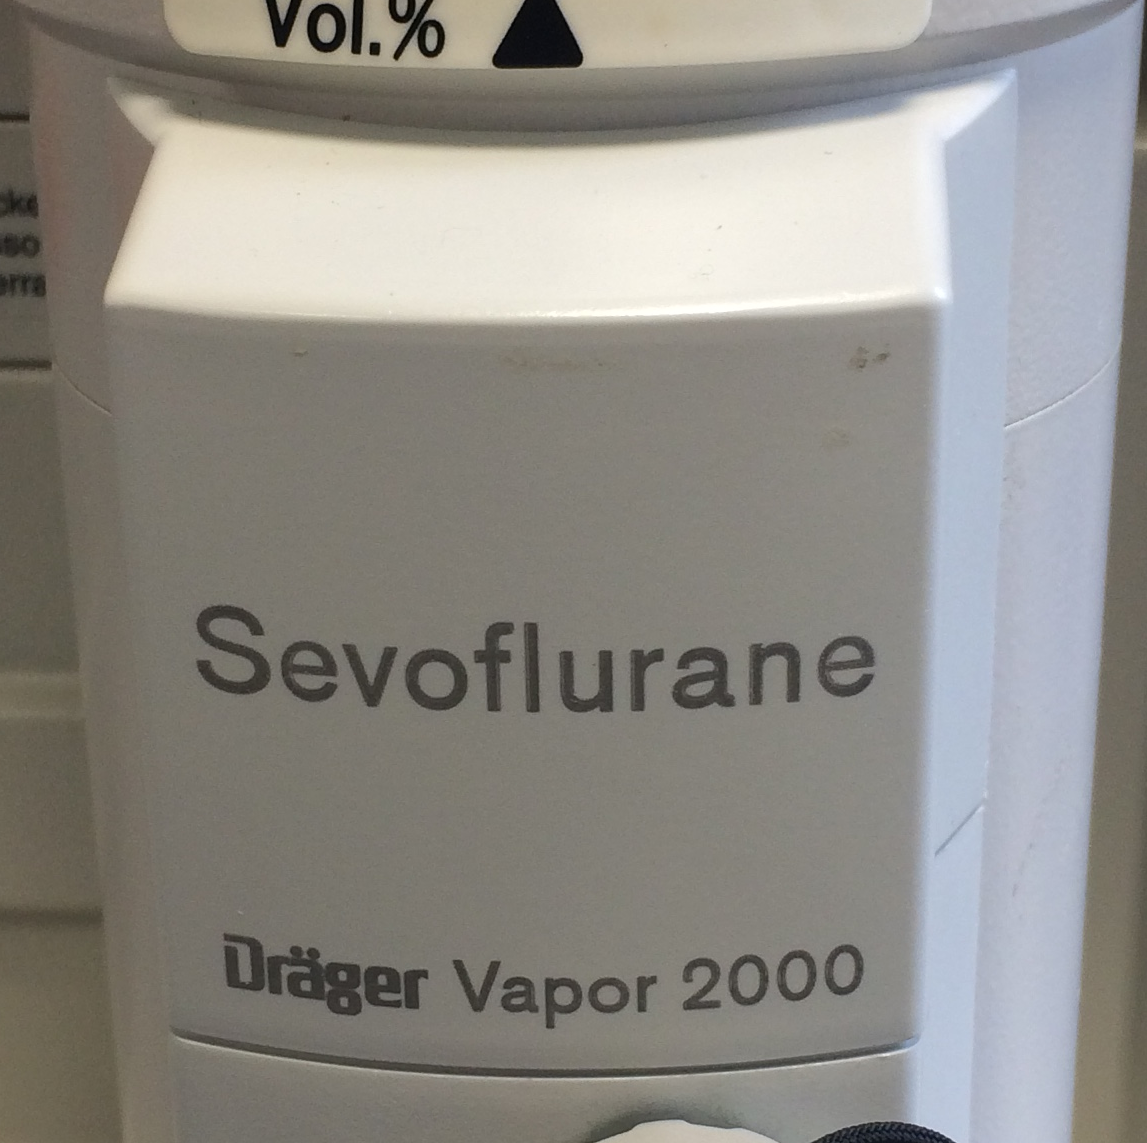 Vol.%
Sevoflurane
Dräger Vapor 2000